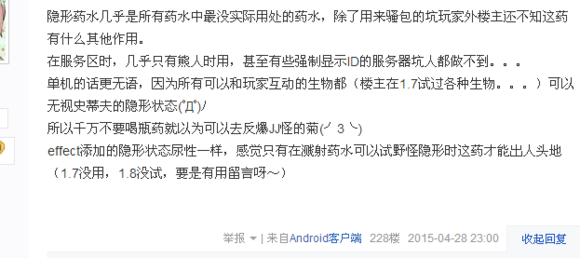 隐形药水几乎是所有药水中最没实际用处的药水，除了用来骚包的坑玩家外楼主还不知这药
有什么其他作用。
在服务区时，几乎只有熊人时用，甚至有些强制显示ID的服务器坑人都做不到。。。
单机的话更无语，因为所有可以和玩家互动的生物都（楼主在1.7试过各种生物。。。）可以
无视史蒂夫的隐形状态(ﾟДﾟ)ﾉ
所以千万不要喝瓶药就以为可以去反爆JJ怪的菊(╯3╰)
effect添加的隐形状态尿性一样，感觉只有在溅射药水可以试野怪隐形时这药才能出人头地
（1.7没用，1.8没试，要是有用留言呀～）
举报 | 来自Android客户端 228楼 2015-04-28 23:00 收起回复